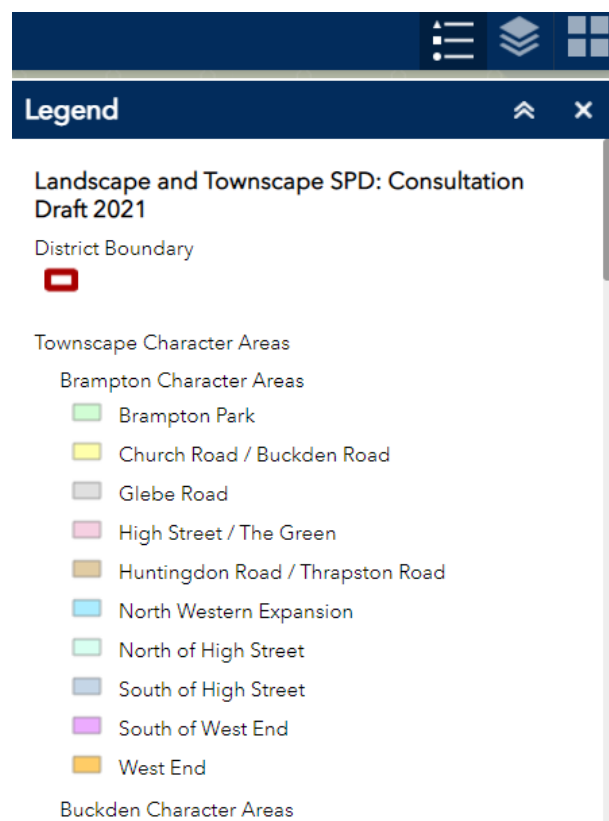 Legend
Landscape and Townscape SPD: Consultation
Draft 2021
District Boundary
Townscape Character Areas
Brampton Character Areas
Brampton Park
Church Road / Buckden Road
Glebe Road
High Street / The Green
Huntingdon Road / Thrapston Road
North Western Expansion
North of High Street
South of High Street
South of West End
West End
Buckden Character Areas